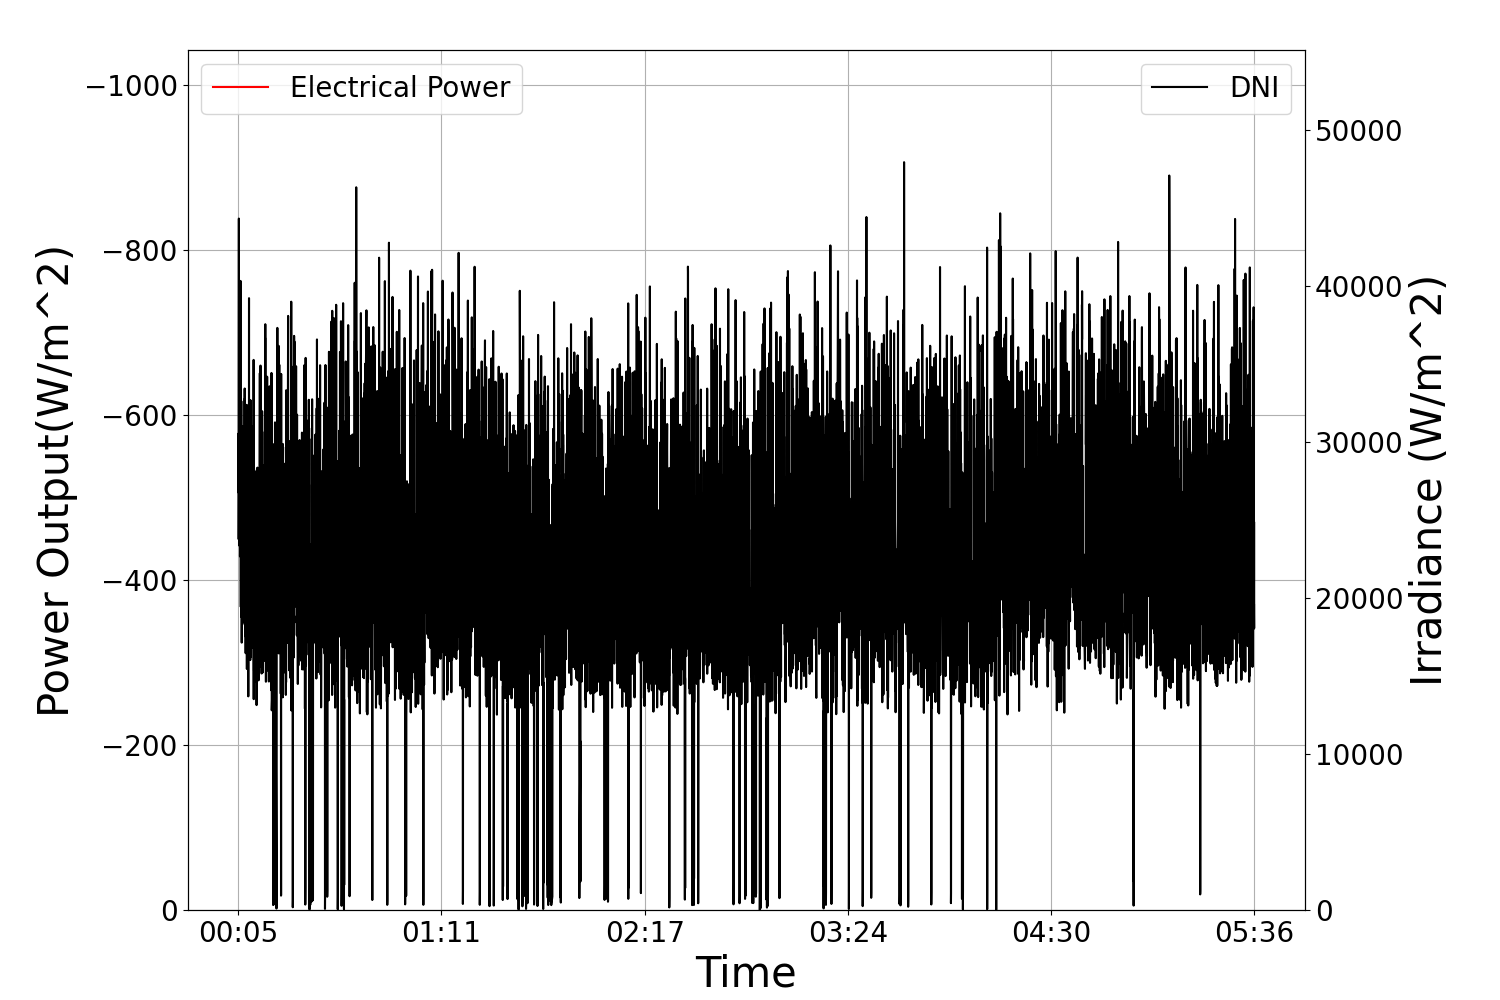 Electrical Power
DNI
Power Output(W/m^2)
−1000
−800
−600
−400
−200
0
50000
40000
30000
20000
10000
0
Irradiance (W/m^2)
00:05 01:11 02:17 03:24 04:30 05:36
Time